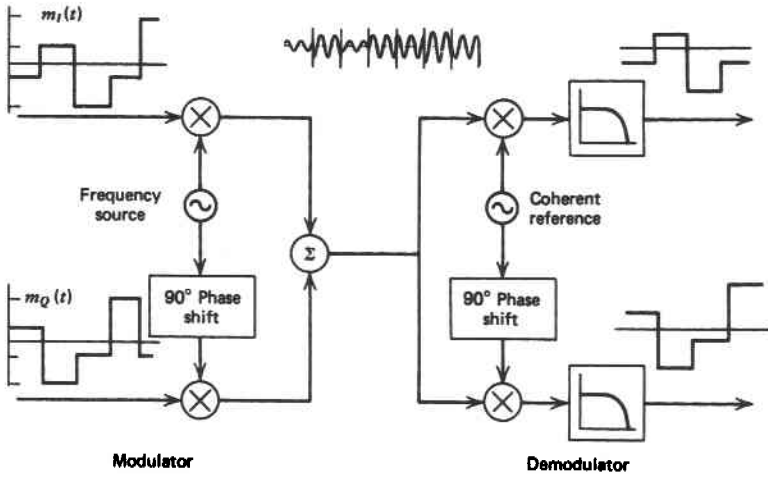 m_I(t)
Frequency
source
90° Phase
shift
m_Q(t)
Σ
Coherent
reference
90° Phase
shift
Modulator
Demodulator